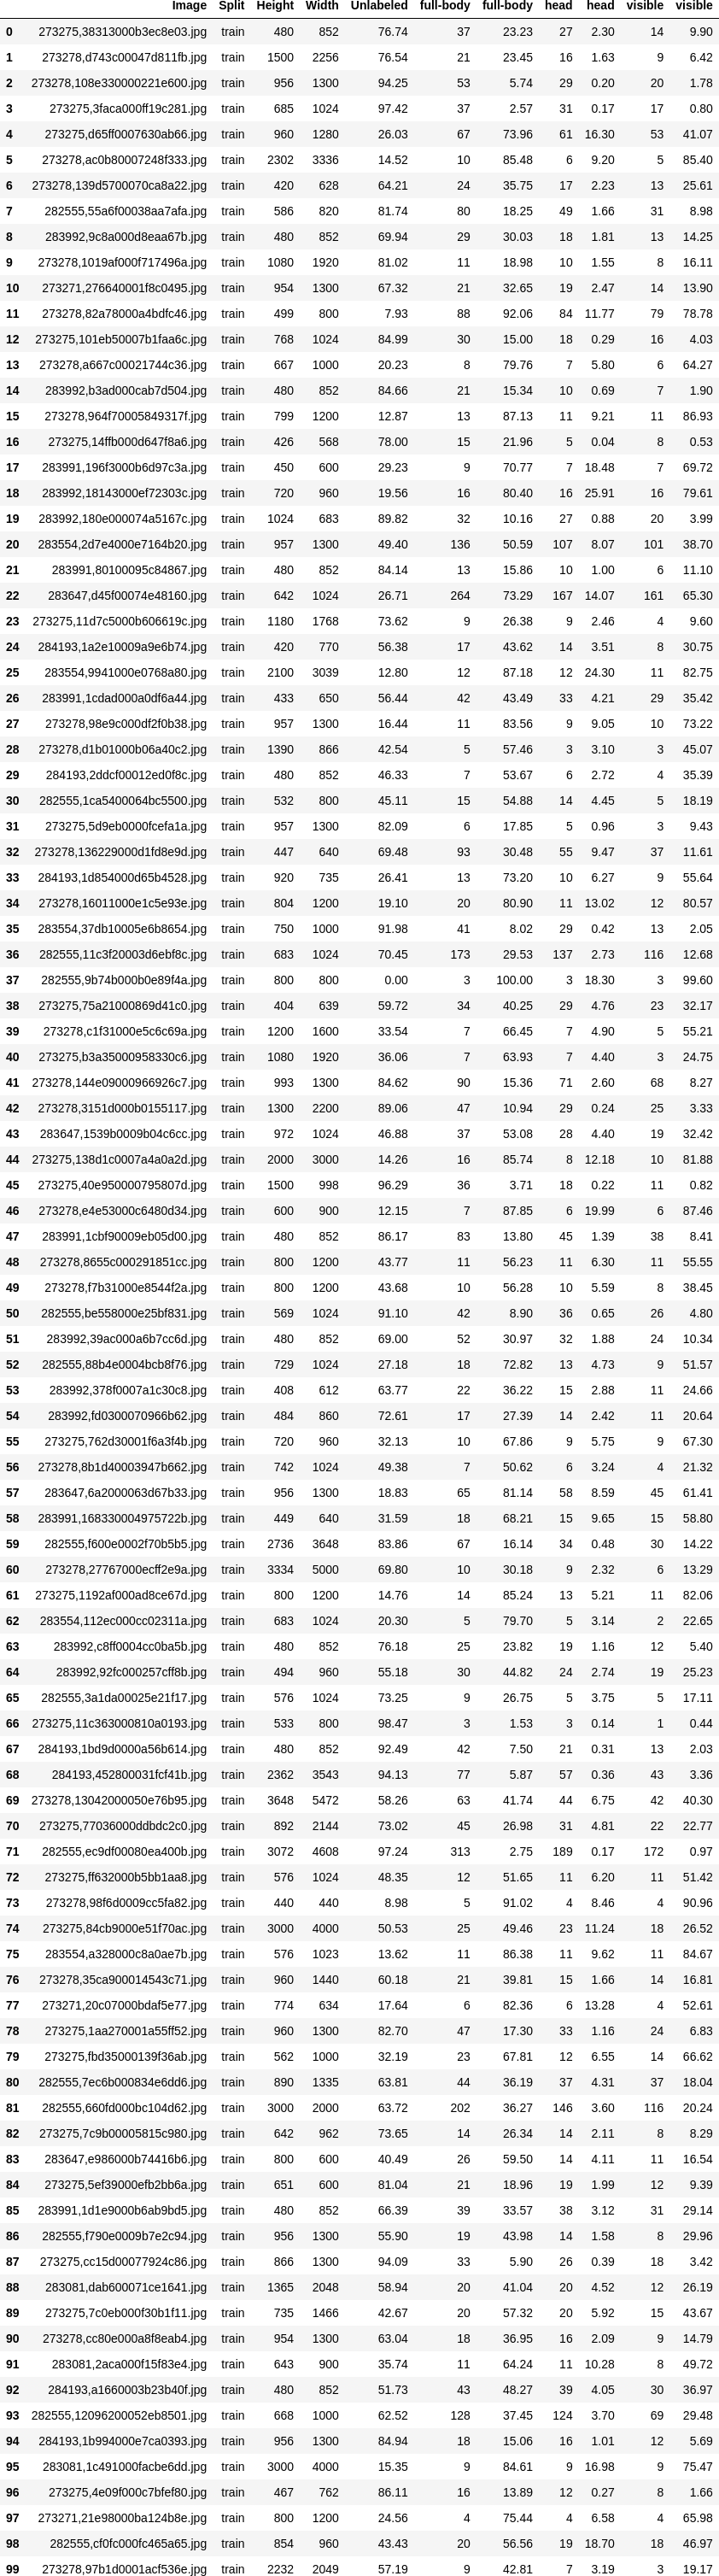 Image Split Height Width Unlabeled full-body full-body head head visible visible
0 273275,38313000b3ec8e03.jpg train 480 852 76.74 37 23.23 27 2.30 14 9.90
1 273278,d743c00047d811fb.jpg train 1500 2256 76.54 21 23.45 16 1.63 9 6.42
2 273278,108e330000221e600.jpg train 956 1300 94.25 53 5.74 29 0.20 20 1.78
3 273275,3faca000ff19c281.jpg train 685 1024 97.42 37 2.57 31 0.17 17 0.80
4 273275,d65ff0007630ab66.jpg train 960 1280 26.03 67 73.96 61 16.30 53 41.07
5 273278,ac0b80007248f333.jpg train 2302 3336 14.52 10 85.48 6 9.20 5 85.40
6 273278,139d5700070ca8a22.jpg train 420 628 64.21 24 35.75 17 2.23 13 25.61
7 282555,55a6f00038aa7afa.jpg train 586 820 81.74 80 18.25 49 1.66 31 8.98
8 283992,9c8a000d8eaa67b.jpg train 480 852 69.94 29 30.03 18 1.81 13 14.25
9 273278,1019af000f717496a.jpg train 1080 1920 81.02 11 18.98 10 1.55 8 16.11
10 273271,276640001f8c0495.jpg train 954 1300 67.32 21 32.65 19 2.47 14 13.90
11 273278,82a78000a4bdfc46.jpg train 499 800 7.93 88 92.06 84 11.77 79 78.78
12 273275,101eb50007b1faa6c.jpg train 768 1024 84.99 30 15.00 18 0.29 16 4.03
13 273278,a667c00021744c36.jpg train 667 1000 20.23 8 79.76 7 5.80 6 64.27
14 283992,b3ad000cab7d504.jpg train 480 852 84.66 21 15.34 10 0.69 7 1.90
15 273278,964f70005849317f.jpg train 799 1200 12.87 13 87.13 11 9.21 11 86.93
16 273275,14ffb000d647f8a6.jpg train 426 568 78.00 15 21.96 5 0.04 8 0.53
17 283991,196f3000b6d97c3a.jpg train 450 600 29.23 9 70.77 7 18.48 7 69.72
18 283992,18143000ef72303c.jpg train 720 960 19.56 16 80.40 16 25.91 16 79.61
19 283992,180e000074a5167c.jpg train 1024 683 89.82 32 10.16 27 0.88 20 3.99
20 283554,2d7e4000e7164b20.jpg train 957 1300 49.40 136 50.59 107 8.07 101 38.70
21 283991,80100095c84867.jpg train 480 852 84.14 13 15.86 10 1.00 6 11.10
22 283647,d45f00074e48160.jpg train 642 1024 26.71 264 73.29 167 14.07 161 65.30
23 273275,11d7c5000b606619c.jpg train 1180 1768 73.62 9 26.38 9 2.46 4 9.60
24 284193,1a2e10009a9e6b74.jpg train 420 770 56.38 17 43.62 14 3.51 8 30.75
25 283554,9941000e0768a80.jpg train 2100 3039 12.80 12 87.18 12 24.30 11 82.75
26 283991,1cdad000a0df6a44.jpg train 433 650 56.44 42 43.49 33 4.21 29 35.42
27 273278,98e9c000df2f0b38.jpg train 957 1300 16.44 11 83.56 9 9.05 10 73.22
28 273278,d1b01000b06a40c2.jpg train 1390 866 42.54 5 57.46 3 3.10 3 45.07
29 284193,2ddcf00012ed0f8c.jpg train 480 852 46.33 7 53.67 6 2.72 4 35.39
30 282555,1ca5400064bc5500.jpg train 532 800 45.11 15 54.88 14 4.45 5 18.19
31 273275,5d9eb0000fcefa1a.jpg train 957 1300 82.09 6 17.85 5 0.96 3 9.43
32 273278,136229000d1fd8e9d.jpg train 447 640 69.48 93 30.48 55 9.47 37 11.61
33 284193,1d854000d65b4528.jpg train 920 735 26.41 13 73.20 10 6.27 9 55.64
34 273278,16011000e1c5e93e.jpg train 804 1200 19.10 20 80.90 11 13.02 12 80.57
35 283554,37db10005e6b8654.jpg train 750 1000 91.98 41 8.02 29 0.42 13 2.05
36 282555,11c3f20003d6ebf8c.jpg train 683 1024 70.45 173 29.53 137 2.73 116 12.68
37 282555,9b74b000b0e89f4a.jpg train 800 800 0.00 3 100.00 3 18.30 3 99.60
38 273275,75a21000869d41c0.jpg train 404 639 59.72 34 40.25 29 4.76 23 32.17
39 273278,c1f31000e5c6c69a.jpg train 1200 1600 33.54 7 66.45 7 4.90 5 55.21
40 273275,b3a35000958330c6.jpg train 1080 1920 36.06 7 63.93 7 4.40 3 24.75
41 273278,144e09000966926c7.jpg train 993 1300 84.62 90 15.36 71 2.60 68 8.27
42 273278,3151d000b0155117.jpg train 1300 2200 89.06 47 10.94 29 0.24 25 3.33
43 283647,1539b0009b04c6cc.jpg train 972 1024 46.88 37 53.08 28 4.40 19 32.42
44 273275,138d1c0007a4a0a2d.jpg train 2000 3000 14.26 16 85.74 8 12.18 10 81.88
45 273275,40e950000795807d.jpg train 1500 998 96.29 36 3.71 18 0.22 11 0.82
46 273278,e4e53000c6480d34.jpg train 600 900 12.15 7 87.85 6 19.99 6 87.46
47 283991,1cbf90009eb05d00.jpg train 480 852 86.17 83 13.80 45 1.39 38 8.41
48 273278,8655c000291851cc.jpg train 800 1200 43.77 11 56.23 11 6.30 11 55.55
49 273278,f7b31000e8544f2a.jpg train 800 1200 43.68 10 56.28 10 5.59 8 38.45
50 282555,be558000e25bf831.jpg train 569 1024 91.10 42 8.90 36 0.65 26 4.80
51 283992,39ac000a6b7cc6d.jpg train 480 852 69.00 52 30.97 32 1.88 24 10.34
52 282555,88b4e0004bcb8f76.jpg train 729 1024 27.18 18 72.82 13 4.73 9 51.57
53 283992,378f0007a1c30c8.jpg train 408 612 63.77 22 36.22 15 2.88 11 24.66
54 283992,fd0300070966b62.jpg train 484 860 72.61 17 27.39 14 2.42 11 20.64
55 273275,762d30001f6a3f4b.jpg train 720 960 32.13 10 67.86 9 5.75 9 67.30
56 273278,8b1d40003947b662.jpg train 742 1024 49.38 7 50.62 6 3.24 4 21.32
57 283647,6a2000063d67b33.jpg train 956 1300 18.83 65 81.14 58 8.59 45 61.41
58 283991,168330004975722b.jpg train 449 640 31.59 18 68.21 15 9.65 15 58.80
59 282555,f600e0002f70b5b5.jpg train 2736 3648 83.86 67 16.14 34 0.48 30 14.22
60 273278,27767000ecff2e9a.jpg train 3334 5000 69.80 10 30.18 9 2.32 6 13.29
61 273275,1192af000ad8ce67d.jpg train 800 1200 14.76 14 85.24 13 5.21 11 82.06
62 283554,112ec000cc02311a.jpg train 683 1024 20.30 5 79.70 5 3.14 2 22.65
63 283992,c8ff0004cc0ba5b.jpg train 480 852 76.18 25 23.82 19 1.16 12 5.40
64 283992,92fc000257cff8b.jpg train 494 960 55.18 30 44.82 24 2.74 19 25.23
65 282555,3a1da00025e21f17.jpg train 576 1024 73.25 9 26.75 5 3.75 5 17.11
66 273275,11c363000810a0193.jpg train 533 800 98.47 3 1.53 3 0.14 1 0.44
67 284193,1bd9d0000a56b614.jpg train 480 852 92.49 42 7.50 21 0.31 13 2.03
68 284193,452800031fcf41b.jpg train 2362 3543 94.13 77 5.87 57 0.36 43 3.36
69 273278,13042000050e76b95.jpg train 3648 5472 58.26 63 41.74 44 6.75 42 40.30
70 273275,77036000ddbdc2c0.jpg train 892 2144 73.02 45 26.98 31 4.81 22 22.77
71 282555,ec9df00080ea400b.jpg train 3072 4608 97.24 313 2.75 189 0.17 172 0.97
72 273275,ff632000b5bb1aa8.jpg train 576 1024 48.35 12 51.65 11 6.20 11 51.42
73 273278,98f6d0009cc5fa82.jpg train 440 440 8.98 5 91.02 4 8.46 4 90.96
74 273275,84cb9000e51f70ac.jpg train 3000 4000 50.53 25 49.46 23 11.24 18 26.52
75 283554,a328000c8a0ae7b.jpg train 576 1023 13.62 11 86.38 11 9.62 11 84.67
76 273278,35ca900014543c71.jpg train 960 1440 60.18 21 39.81 15 1.66 14 16.81
77 273271,20c07000bdaf5e77.jpg train 774 634 17.64 6 82.36 6 13.28 4 52.61
78 273275,1aa270001a55ff52.jpg train 960 1300 82.70 47 17.30 33 1.16 24 6.83
79 273275,fbd35000139f36ab.jpg train 562 1000 32.19 23 67.81 12 6.55 14 66.62
80 282555,7ec6b000834e6dd6.jpg train 890 1335 63.81 44 36.19 37 4.31 37 18.04
81 282555,660fd000bc104d62.jpg train 3000 2000 63.72 202 36.27 146 3.60 116 20.24
82 273275,7c9b00005815c980.jpg train 642 962 73.65 14 26.34 14 2.11 8 8.29
83 283647,e986000b74416b6.jpg train 800 600 40.49 26 59.50 14 4.11 11 16.54
84 273275,5ef39000efb2bb6a.jpg train 651 600 81.04 21 18.96 19 1.99 12 9.39
85 283991,1d1e9000b6ab9bd5.jpg train 480 852 66.39 39 33.57 38 3.12 31 29.14
86 282555,f790e0009b7e2c94.jpg train 956 1300 55.90 19 43.98 14 1.58 8 29.96
87 273275,cc15d00077924c86.jpg train 866 1300 94.09 33 5.90 26 0.39 18 3.42
88 283081,dab600071ce1641.jpg train 1365 2048 58.94 20 41.04 20 4.52 12 26.19
89 273275,7c0eb000f30b1f11.jpg train 735 1466 42.67 20 57.32 20 5.92 15 43.67
90 273278,cc80e000a8f8eab4.jpg train 954 1300 63.04 18 36.95 16 2.09 9 14.79
91 283081,2aca000f15f83e4.jpg train 643 900 35.74 11 64.24 11 10.28 8 49.72
92 284193,a1660003b23b40f.jpg train 480 852 51.73 43 48.27 39 4.05 30 36.97
93 282555,12096200052eb8501.jpg train 668 1000 62.52 128 37.45 124 3.70 69 29.48
94 284193,1b994000e7ca0393.jpg train 956 1300 84.94 18 15.06 16 1.01 12 5.69
95 283081,1c491000facbe6dd.jpg train 3000 4000 15.35 9 84.61 9 16.98 9 75.47
96 273275,4e09f000c7bfef80.jpg train 467 762 86.11 16 13.89 12 0.27 8 1.66
97 273271,21e98000ba124b8e.jpg train 800 1200 24.56 4 75.44 4 6.58 4 65.98
98 282555,cf0fc000fc465a65.jpg train 854 960 43.43 20 56.56 19 18.70 18 46.97
99 273278,97b1d0001acf536e.jpg train 2232 2049 57.19 9 42.81 7 3.19 3 19.17